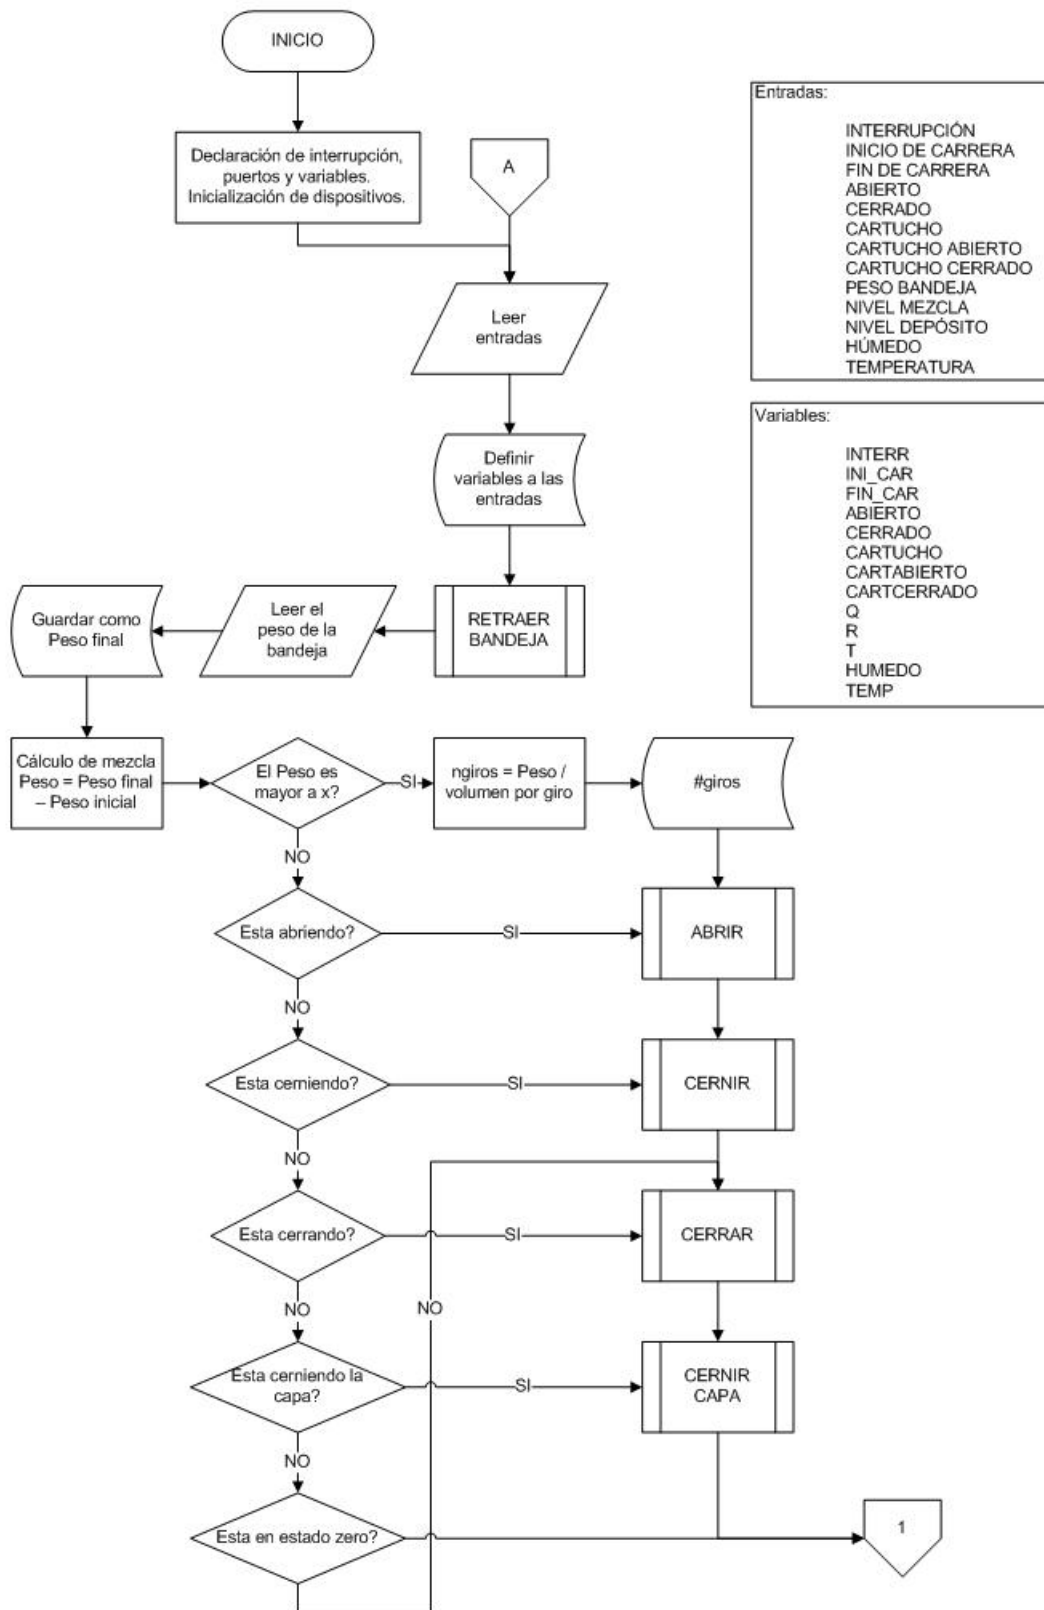 INICIO
Declaración de interrupción,
puertos y variables.
Inicialización de dispositivos.
A
Leer
entradas
Definir
variables a las
entradas
RETRAER
BANDEJA
Leer el
peso de la
bandeja
Guardar como
Peso final
Cálculo de mezcla
Peso = Peso final
– Peso inicial
El Peso es
mayor a x?
SI
ngiros = Peso /
volumen por giro
#giros
NO
Esta abriendo?
SI
ABRIR
NO
Esta cerniendo?
SI
CERNIR
NO
Esta cerrando?
SI
CERRAR
NO
NO
Esta cerniendo la
capa?
SI
CERNIR
CAPA
NO
Esta en estado zero?
1
Entradas:
INTERRUPCIÓN
INICIO DE CARRERA
FIN DE CARRERA
ABIERTO
CERRADO
CARTUCHO
CARTUCHO ABIERTO
CARTUCHO CERRADO
PESO BANDEJA
NIVEL MEZCLA
NIVEL DEPÓSITO
HÚMEDO
TEMPERATURA
Variables:
INTERR
INI_CAR
FIN_CAR
ABIERTO
CERRADO
CARTUCHO
CARTABIERTO
CARTCERRADO
Q
R
T
HUMEDO
TEMP